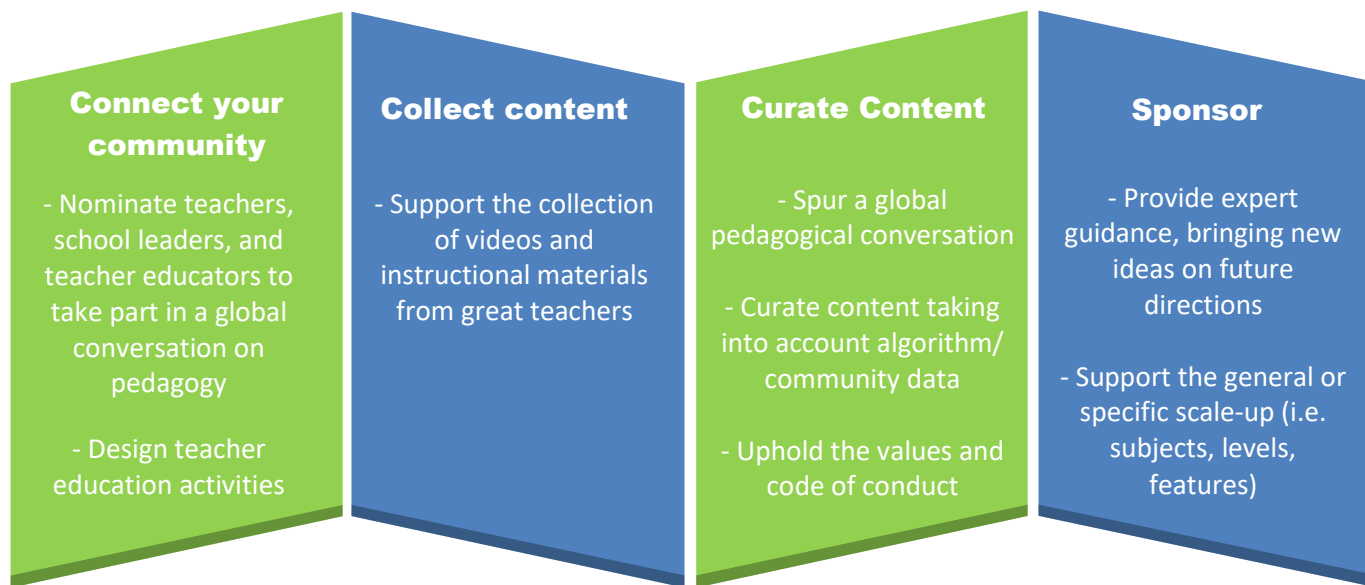 Connect your
community
- Nominate teachers,
school leaders, and
teacher educators to
take part in a global
conversation on
pedagogy
- Design teacher
education activities
Collect content
- Support the collection
of videos and
instructional materials
from great teachers
Curate Content
- Spur a global
pedagogical conversation
- Curate content taking
into account algorithm/
community data
- Uphold the values and
code of conduct
Sponsor
- Provide expert
guidance, bringing new
ideas on future
directions
- Support the general or
specific scale-up (i.e.
subjects, levels,
features)